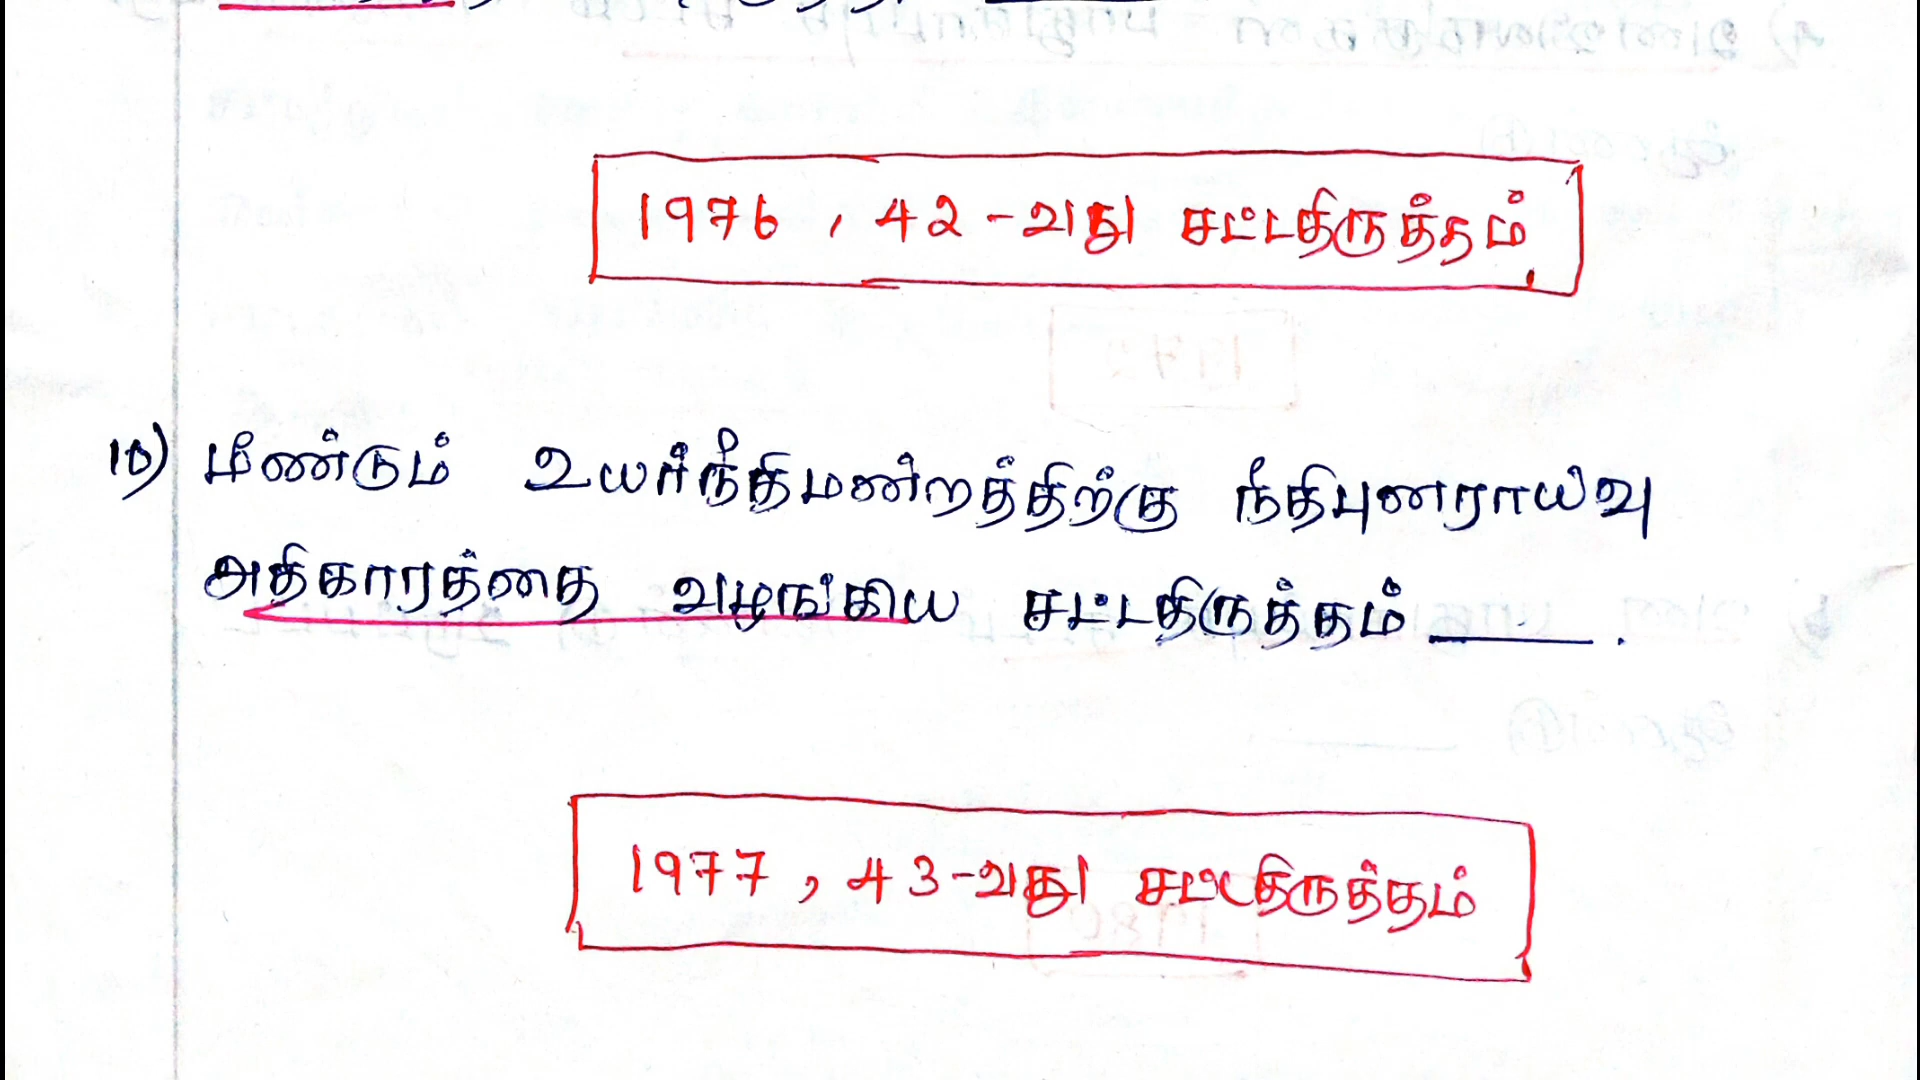 1976, 42-வது சட்டதிருத்தம்
10) மீண்டும் உயர்நீதிமன்றத்திற்கு நீதிபுனராய்வு
அதிகாரத்தை வழங்கிய சட்டதிருத்தம் ______.
1977, 43-வது சட்டதிருத்தம்